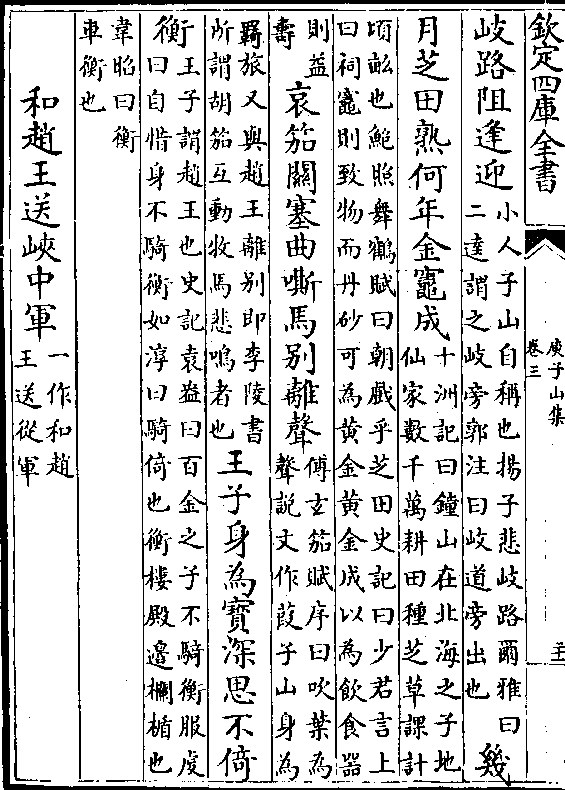 欽定四庫全書
庾子山集
卷三
岐路阻逢迎
小人子山自稱也揚子悲岐路爾雅曰
二達謂之岐旁郭注曰岐道旁出也
幾
月芝田熟何年金竈成
十洲記曰鐘山在北海之子地
仙家數千萬耕田種芝草課計
頃畝也鮑照舞鶴賦曰朝戲乎芝田史記曰少若言上
曰祠竈則致物而丹砂可為黄金黄金成以為飲食器
則益
壽
哀笳關塞曲嘶馬别離聲
傅玄笳賦序曰吹葉為
聲説文作葭子山身為
羇旅又與趙王離别即李陵書
所謂胡笳互動牧馬悲鳴者也
王子身為寳深思不倚
衡
王子謂趙王也史記袁盎曰百金之子不騎衡服虔
曰自惜身不騎衡如淳曰騎倚也衡樓殿邉欄楯也
韋昭曰衡
車衡也
和趙王送峽中軍
一作和趙
王送從軍